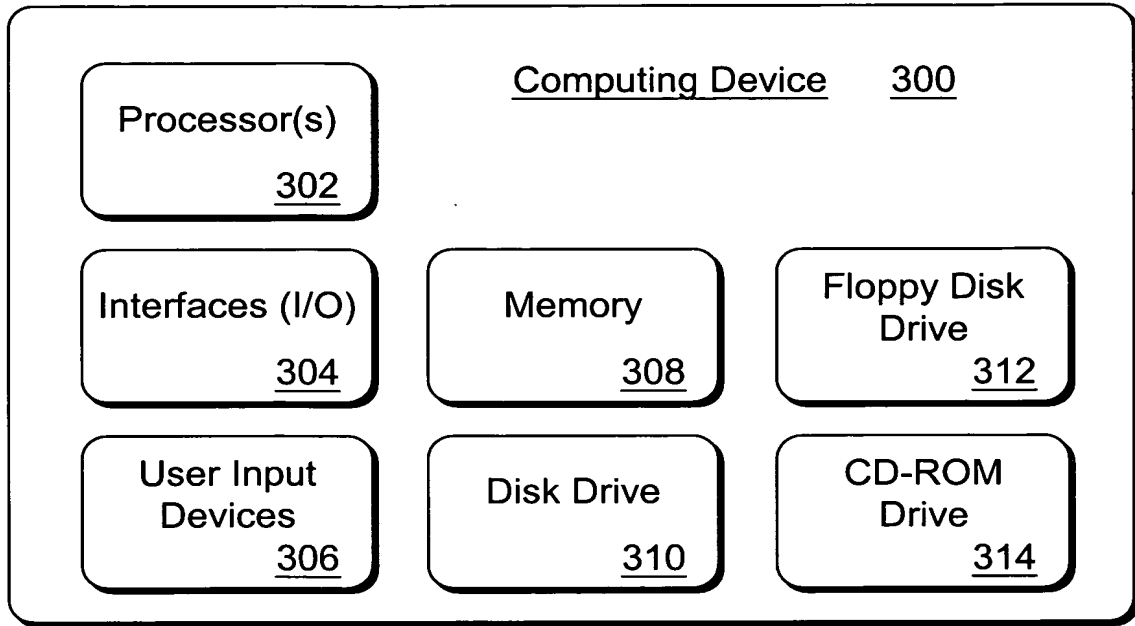 Computing Device 300
Processor(s)
302
Interfaces (I/O)
304
Memory
308
Floppy Disk
Drive
312
User Input
Devices
306
Disk Drive
310
CD-ROM
Drive
314